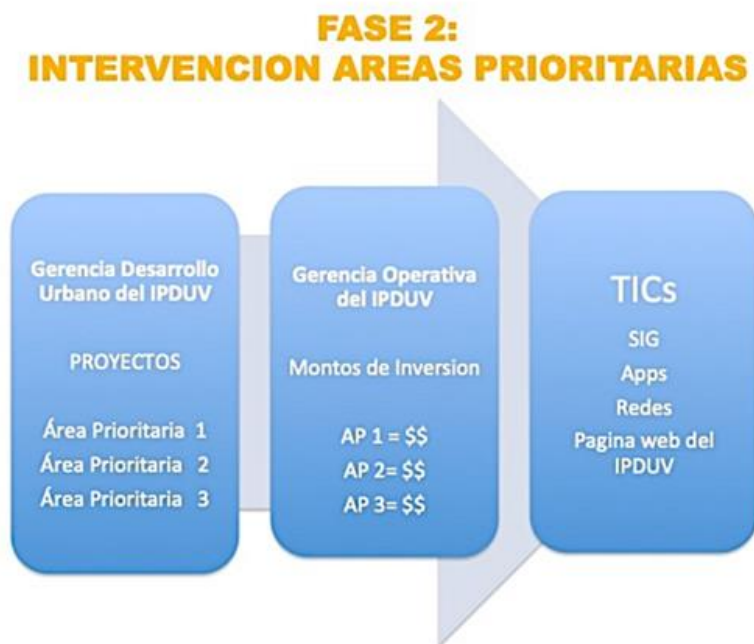 FASE 2:
INTERVENCION AREAS PRIORITARIAS
Gerencia Desarrollo
Urbano del IPDUV
PROYECTOS
Área Prioritaria 1
Área Prioritaria 2
Área Prioritaria 3
Gerencia Operativa
del IPDUV
Montos de Inversion
AP 1 = $$
AP 2= $$
AP 3= $$
TICs
SIG
Apps
Redes
Pagina web del
IPDUV